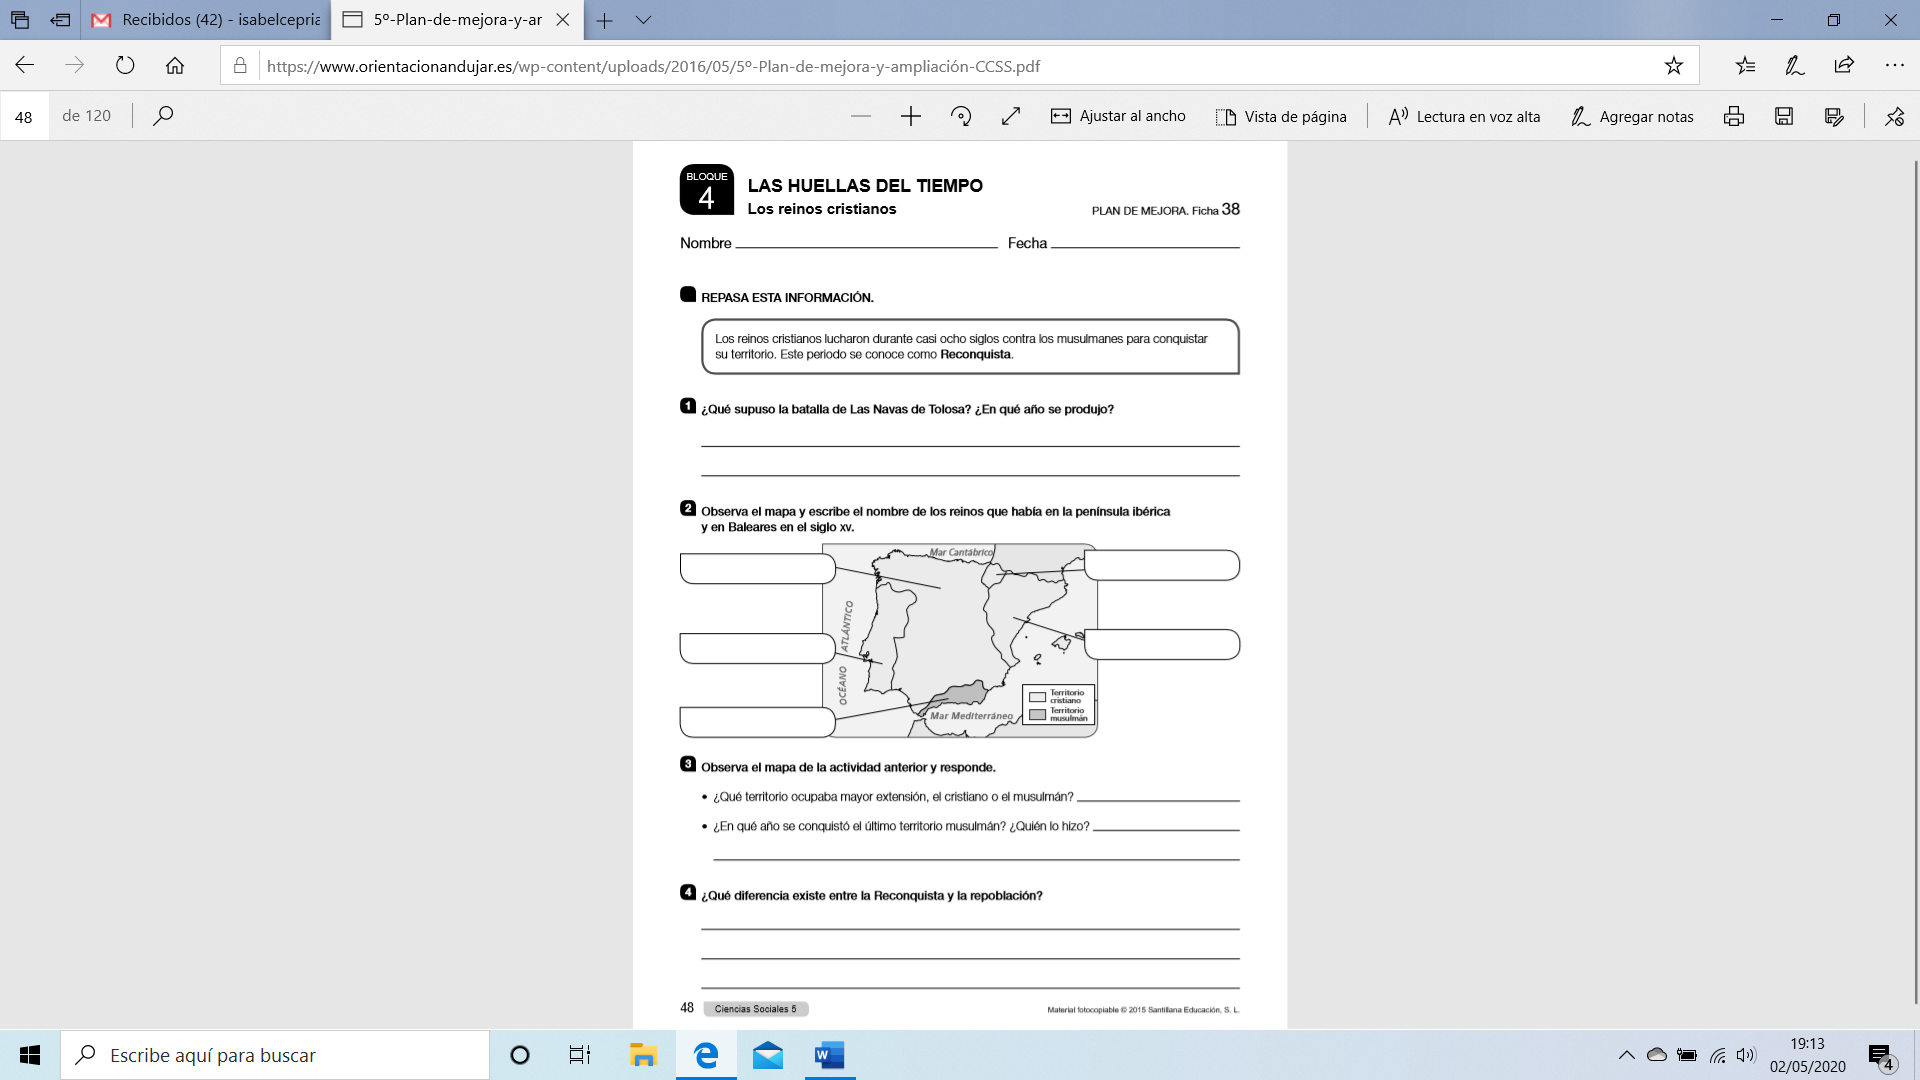 Recibidos (42) - isabelcepria
5º-Plan-de-mejora-y-ar
https://www.orientacionandujar.es/wp-content/uploads/2016/05/5º-Plan-de-mejora-y-ampliación-CCSS.pdf
48 de 120
Ajustar al ancho
Vista de página
Lectura en voz alta
Agregar notas
BLOQUE
4
LAS HUELLAS DEL TIEMPO
Los reinos cristianos
PLAN DE MEJORA. Ficha 38
Nombre
Fecha
REPASA ESTA INFORMACIÓN.
Los reinos cristianos lucharon durante casi ocho siglos contra los musulmanes para conquistar
su territorio. Este periodo se conoce como Reconquista.
1 ¿Qué supuso la batalla de Las Navas de Tolosa? ¿En qué año se produjo?
2 Observa el mapa y escribe el nombre de los reinos que había en la península ibérica
y en Baleares en el siglo XV.
Mar Cantábrico
OCÉANO ATLÁNTICO
Mar Mediterráneo
Territorio
cristiano
Territorio
musulmán
3 Observa el mapa de la actividad anterior y responde.
• ¿Qué territorio ocupaba mayor extensión, el cristiano o el musulmán?
• ¿En qué año se conquistó el último territorio musulmán? ¿Quién lo hizo?
4 ¿Qué diferencia existe entre la Reconquista y la repoblación?
48
Ciencias Sociales 5
Material fotocopiable © 2015 Santillana Educación, S. L.
Escribe aquí para buscar
W
19:13
02/05/2020
4